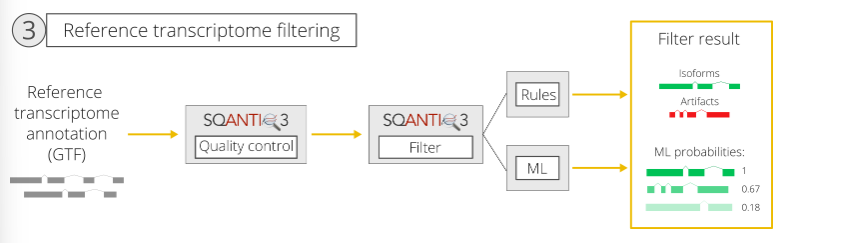 3 Reference transcriptome filtering
Reference
transcriptome
annotation
(GTF)
SQANTI 3
Quality control
SQANTI 3
Filter
Rules
ML
Filter result
Isoforms
Artifacts
ML probabilities:
1
0.67
0.18